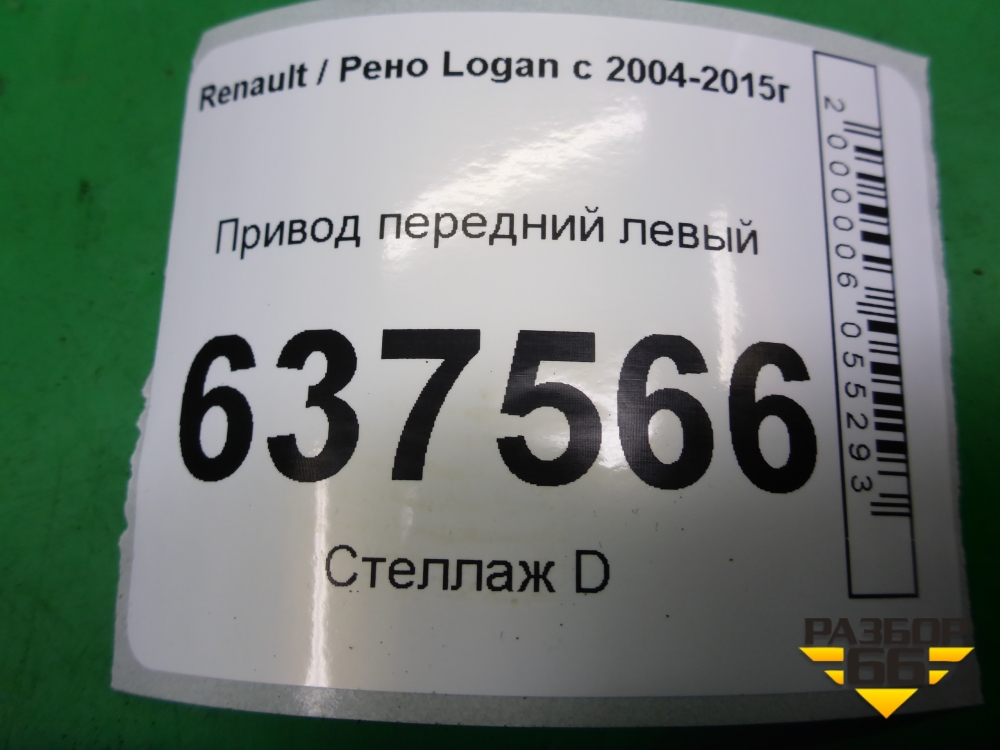 Renault / Рено Logan с 2004-2015г
Привод передний левый
637566
Стеллаж D
2000006055293
РАЗБОР
66